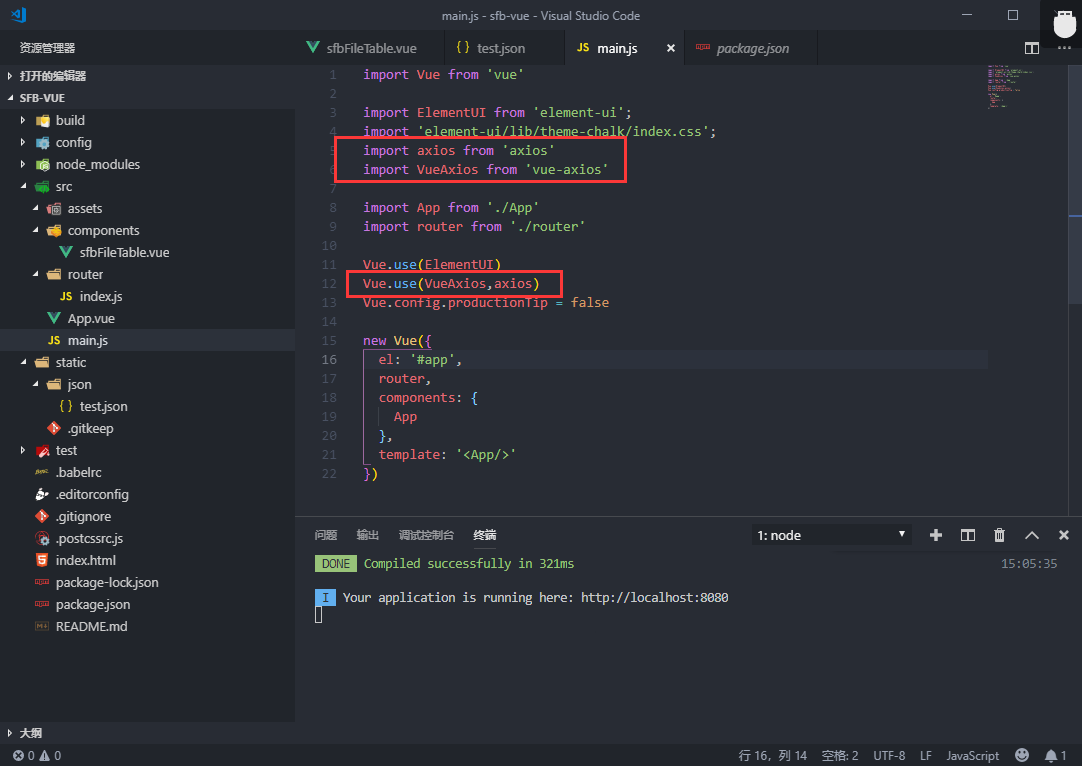 main.js - sfb-vue - Visual Studio Code
资源管理器
sfbFileTable.vue
{ } test.json
JS main.js ×
package.json
打开的编辑器
SFB-VUE
build
config
node_modules
src
assets
components
sfbFileTable.vue
router
JS index.js
App.vue
JS main.js
static
json
{ } test.json
.gitkeep
test
.babelrc
.editorconfig
.gitignore
.postcssrc.js
index.html
package-lock.json
package.json
README.md
大纲
1 import Vue from 'vue'
2
3 import ElementUI from 'element-ui';
4 import 'element-ui/lib/theme-chalk/index.css';
5 import axios from 'axios'
6 import VueAxios from 'vue-axios'
7
8 import App from './App'
9 import router from './router'
10
11 Vue.use(ElementUI)
12 Vue.use(VueAxios,axios)
13 Vue.config.productionTip = false
14
15 new Vue({
16 el: '#app',
17 router,
18 components: {
19 App
20 },
21 template: '<App/>'
22 })
问题 输出 调试控制台 终端 1: node
DONE Compiled successfully in 321ms 15:05:35
I Your application is running here: http://localhost:8080
0 0 行 16, 列 14 空格: 2 UTF-8 LF JavaScript 1